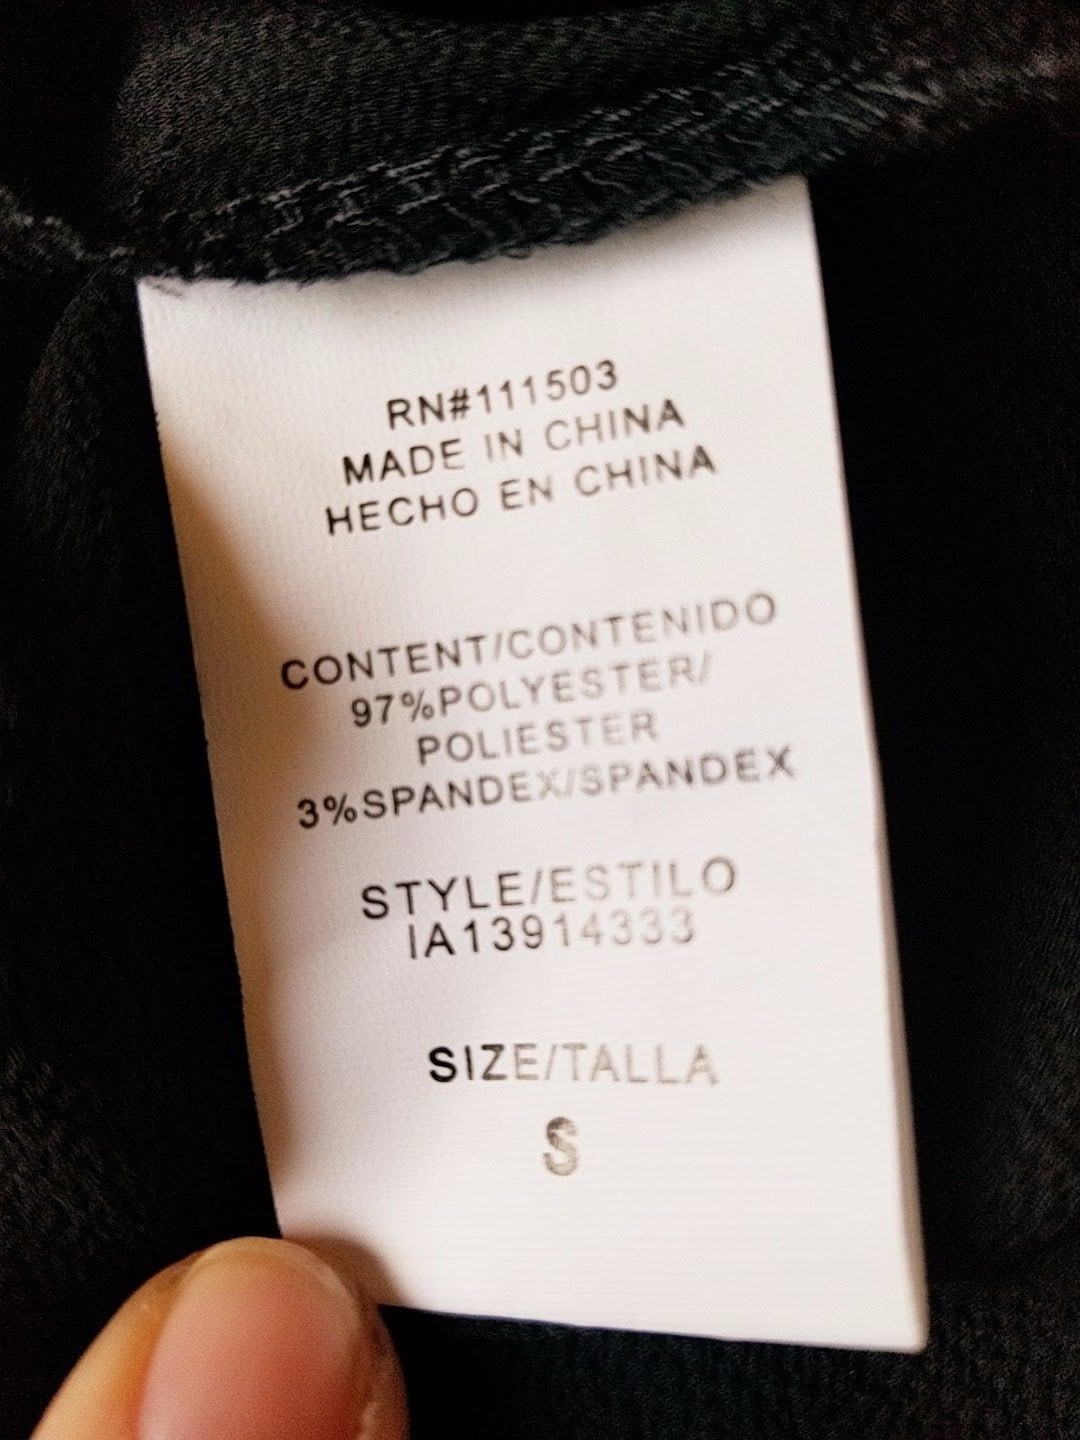 RN#111503
MADE IN CHINA
HECHO EN CHINA
CONTENT/CONTENIDO
97%POLYESTER/
POLIESTER
3%SPANDEX/SPANDEX
STYLE/ESTILO
IA13914333
SIZE/TALLA
S